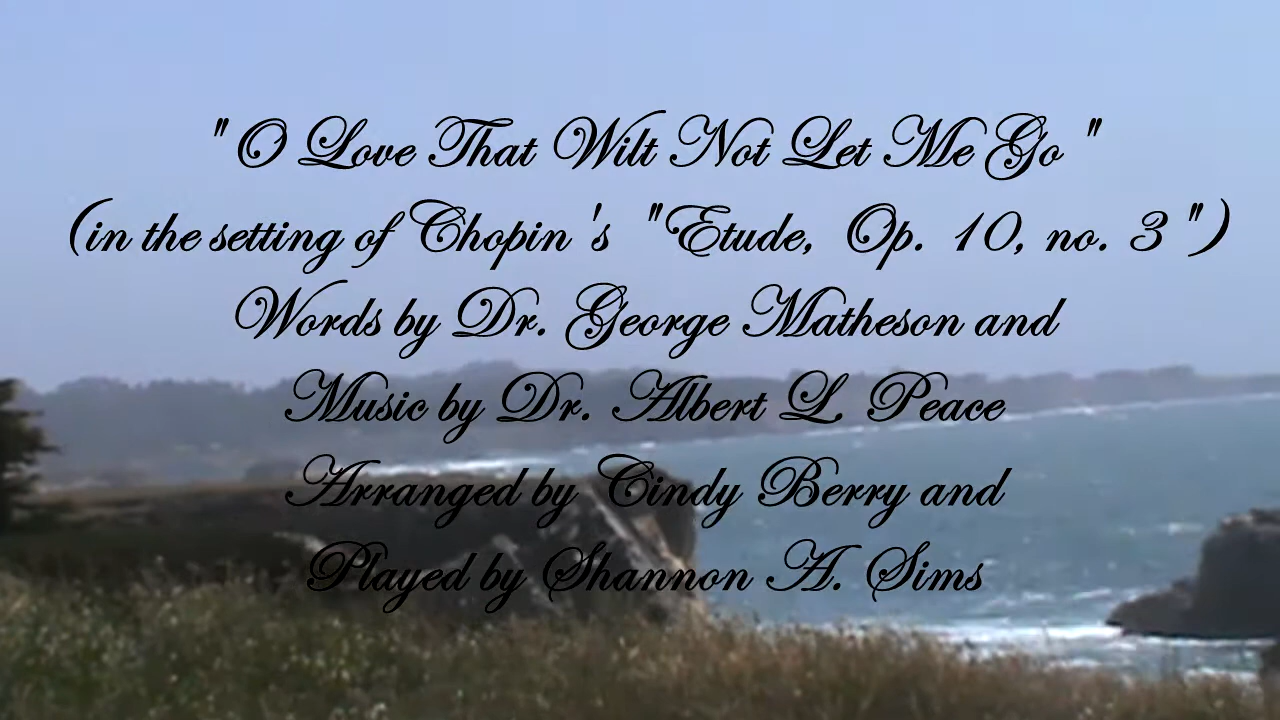 "O Love That Wilt Not Let Me Go"
(in the setting of Chopin's "Etude, Op. 10, no. 3")
Words by Dr. George Matheson and
Music by Dr. Albert L. Peace
Arranged by Cindy Berry and
Played by Shannon A. Sims